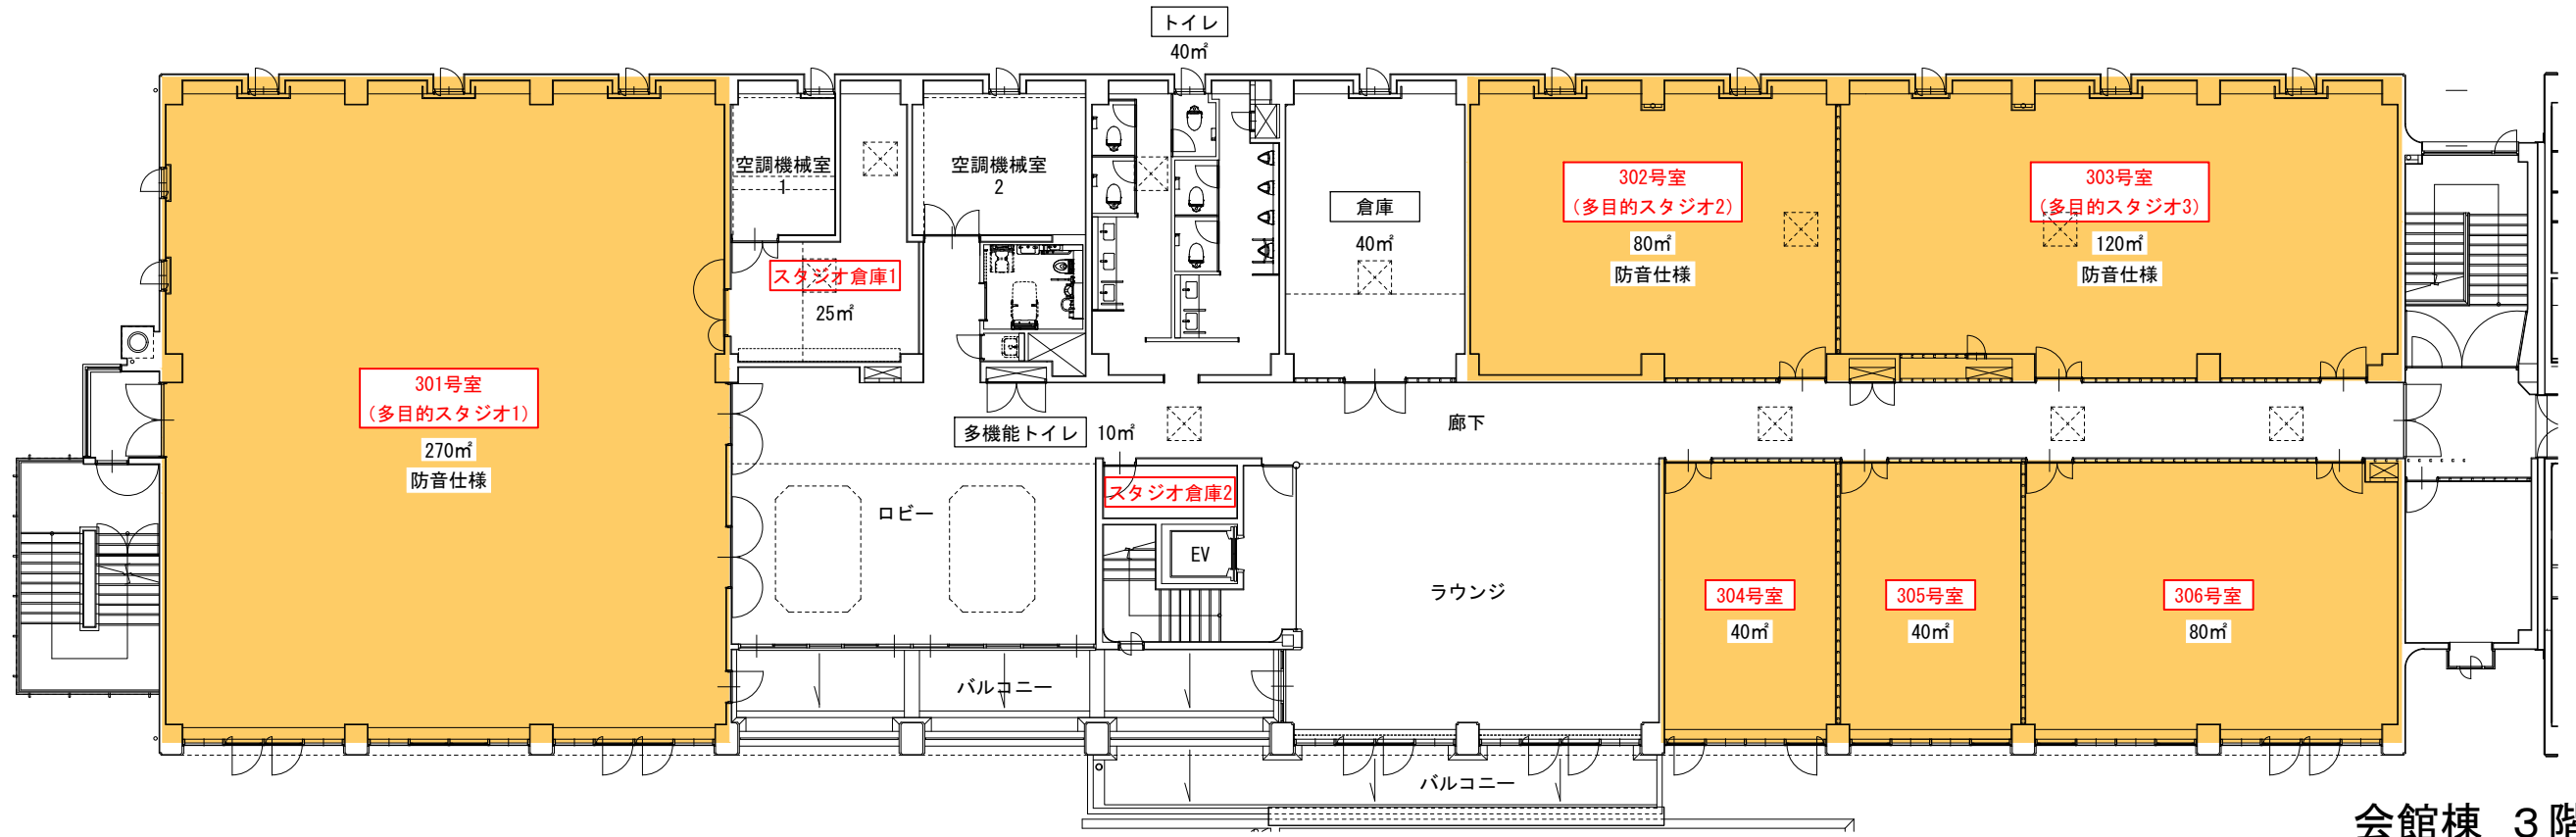 トイレ
40㎡
空調機械室
1
空調機械室
2
スタジオ倉庫1
25㎡
倉庫
40㎡
302号室
(多目的スタジオ2)
80㎡
防音仕様
303号室
(多目的スタジオ3)
120㎡
防音仕様
301号室
(多目的スタジオ1)
270㎡
防音仕様
多機能トイレ 10㎡
廊下
スタジオ倉庫2
ロビー
EV
ラウンジ
304号室
40㎡
305号室
40㎡
306号室
80㎡
バルコニー
バルコニー
会館棟 3階